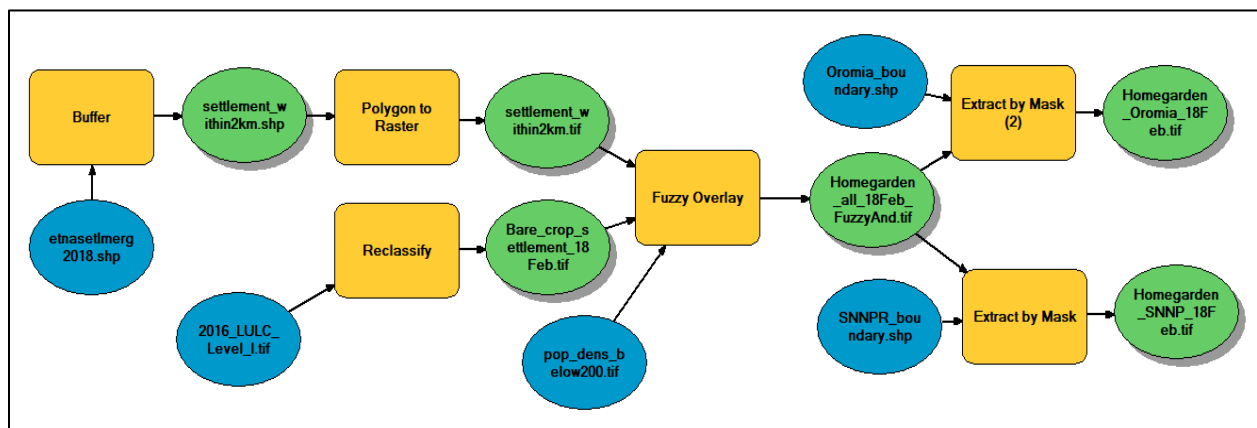 Buffer
settlement_w
ithin2km.shp
Polygon to
Raster
settlement_w
ithin2km.tif
etnasetlmerg
2018.shp
Reclassify
Bare_crop_s
ettlement_18
Feb.tif
2016_LULC_
Level_I.tif
pop_dens_b
elow200.tif
Fuzzy Overlay
Homegarden
_all_18Feb_
FuzzyAnd.tif
Oromia_bou
ndary.shp
Extract by Mask
(2)
Homegarden
_Oromia_18F
eb.tif
SNNPR_bou
ndary.shp
Extract by Mask
Homegarden
_SNNP_18F
eb.tif